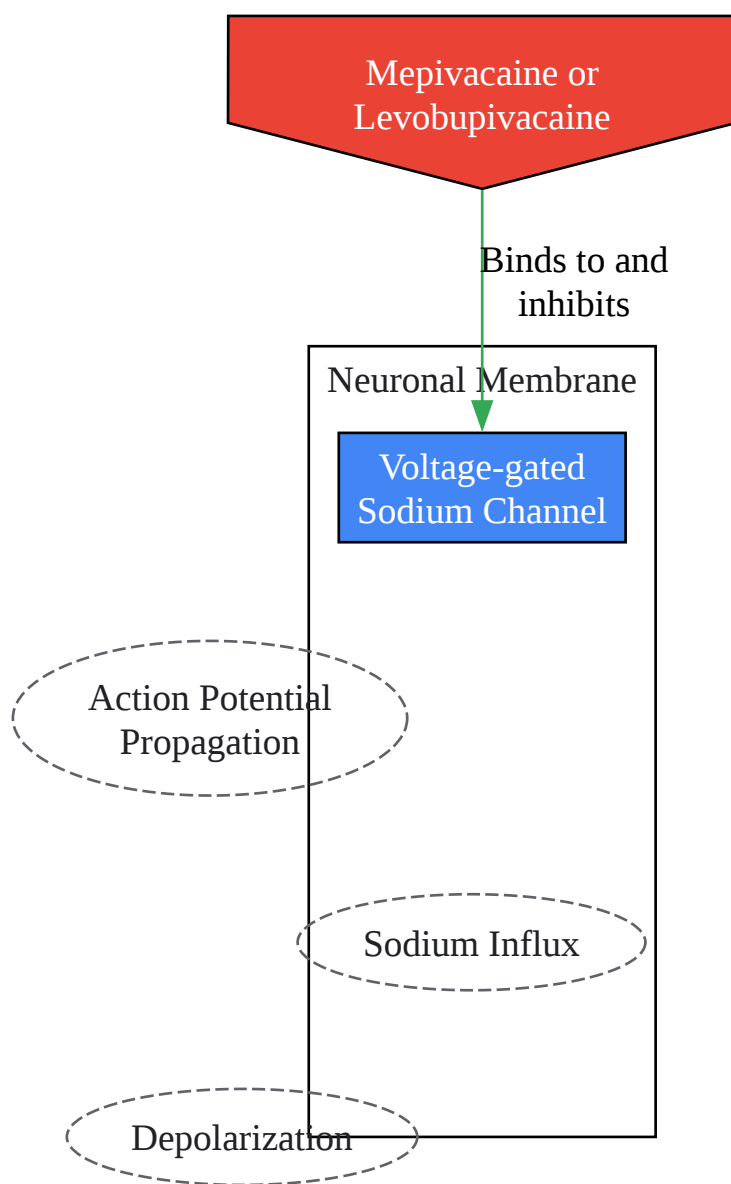 Mepivacaine or
Levobupivacaine
Binds to and
inhibits
Neuronal Membrane
Voltage-gated
Sodium Channel
Action Potential
Propagation
Sodium Influx
Depolarization